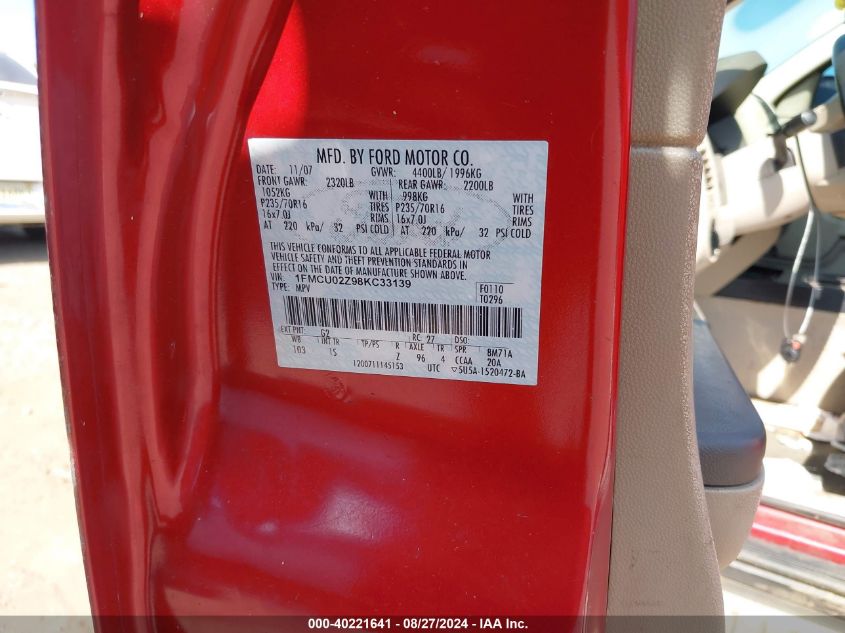 MFD. BY FORD MOTOR CO.
DATE: 11/07 GVWR: 4400LB/ 1996KG
FRONT GAWR: 2320LB REAR GAWR: 2200LB
1052KG WITH 998KG WITH
P235/70R16 TIRES P235/70R16 TIRES
16x7.0J RIMS 16x7.0J RIMS
AT 220 kPa/ 32 PSI COLD AT 220 kPa/ 32 PSI COLD
THIS VEHICLE CONFORMS TO ALL APPLICABLE FEDERAL MOTOR
VEHICLE SAFETY AND THEFT PREVENTION STANDARDS IN
EFFECT ON THE DATE OF MANUFACTURE SHOWN ABOVE.
VIN: 1FMCU02Z98KC33139 F0110
TYPE: MPV T0296
EXT PNT: G2 RC: 27 DSO:
WB INT TR TP/PS R AXLE TR SPR BM71A
103 1S Z 96 4 CCAA 20A
1200711145153 UTC ▽5U5A-1520472-BA
000-40221641 - 08/27/2024 - IAAI.COM INC.